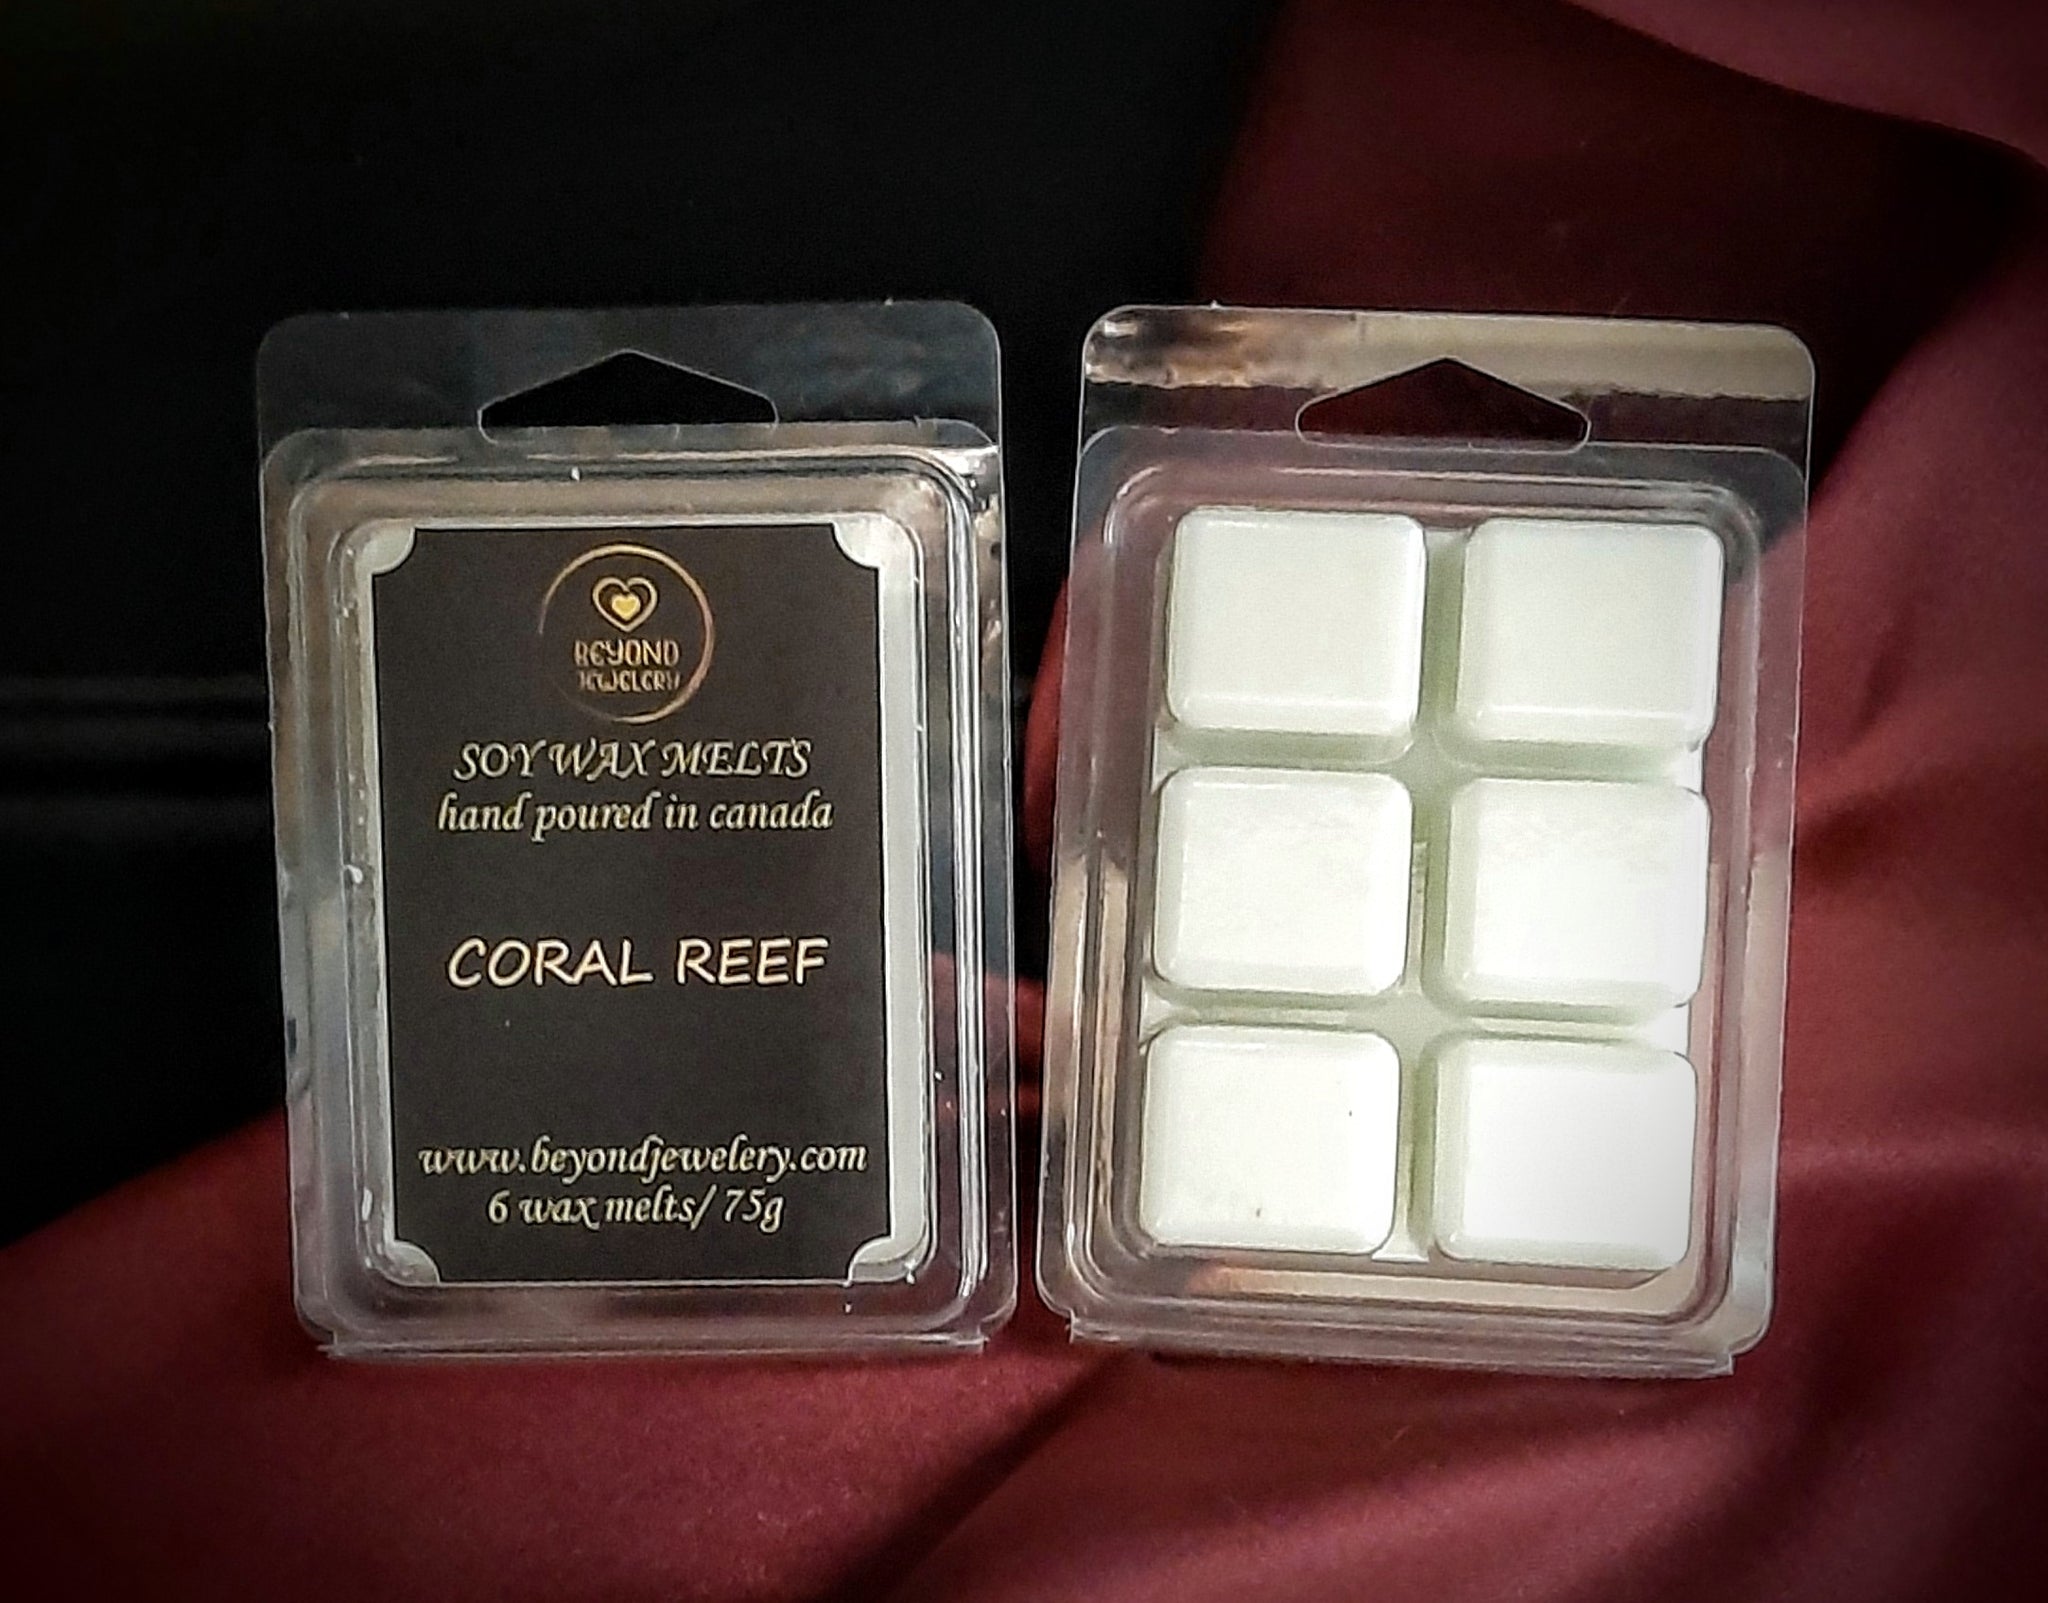 BEYOND
JEWELERY
SOY WAX MELTS
hand poured in canada
CORAL REEF
www.beyondjewelery.com
6 wax melts/ 75g